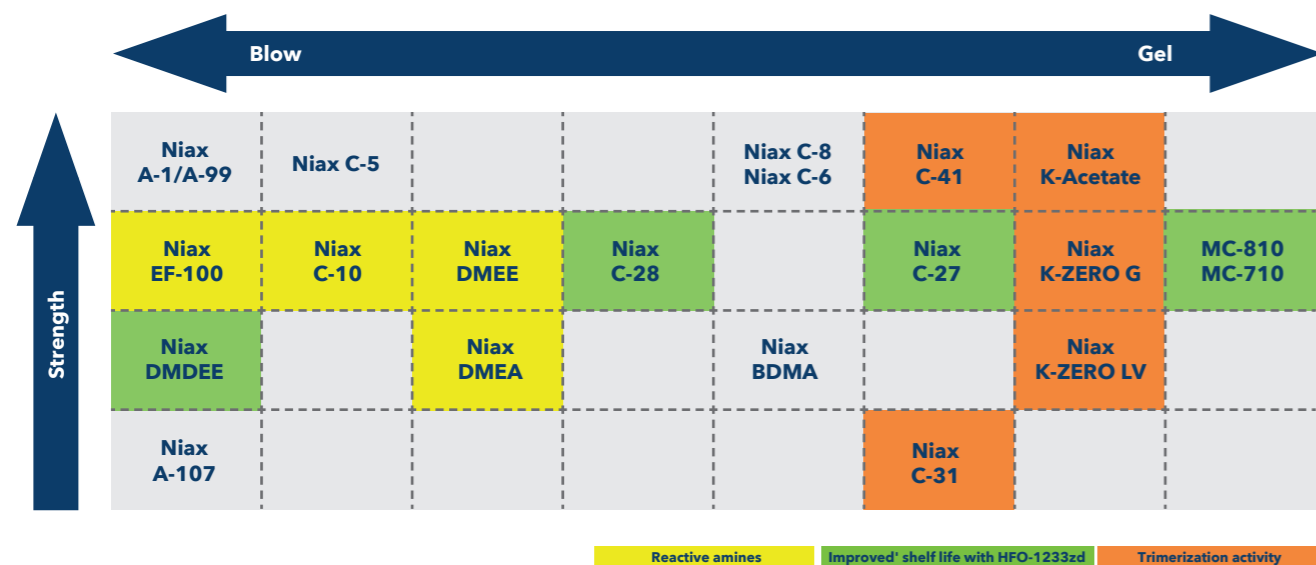 Blow
Gel
Strength
Niax
A-1/A-99
Niax C-5
Niax C-8
Niax C-6
Niax
C-41
Niax
K-Acetate
Niax
EF-100
Niax
C-10
Niax
DMEE
Niax
C-28
Niax
C-27
Niax
K-ZERO G
MC-810
MC-710
Niax
DMDEE
Niax
DMEA
Niax
BDMA
Niax
K-ZERO LV
Niax
A-107
Niax
C-31
Reactive amines
Improved' shelf life with HFO-1233zd
Trimerization activity